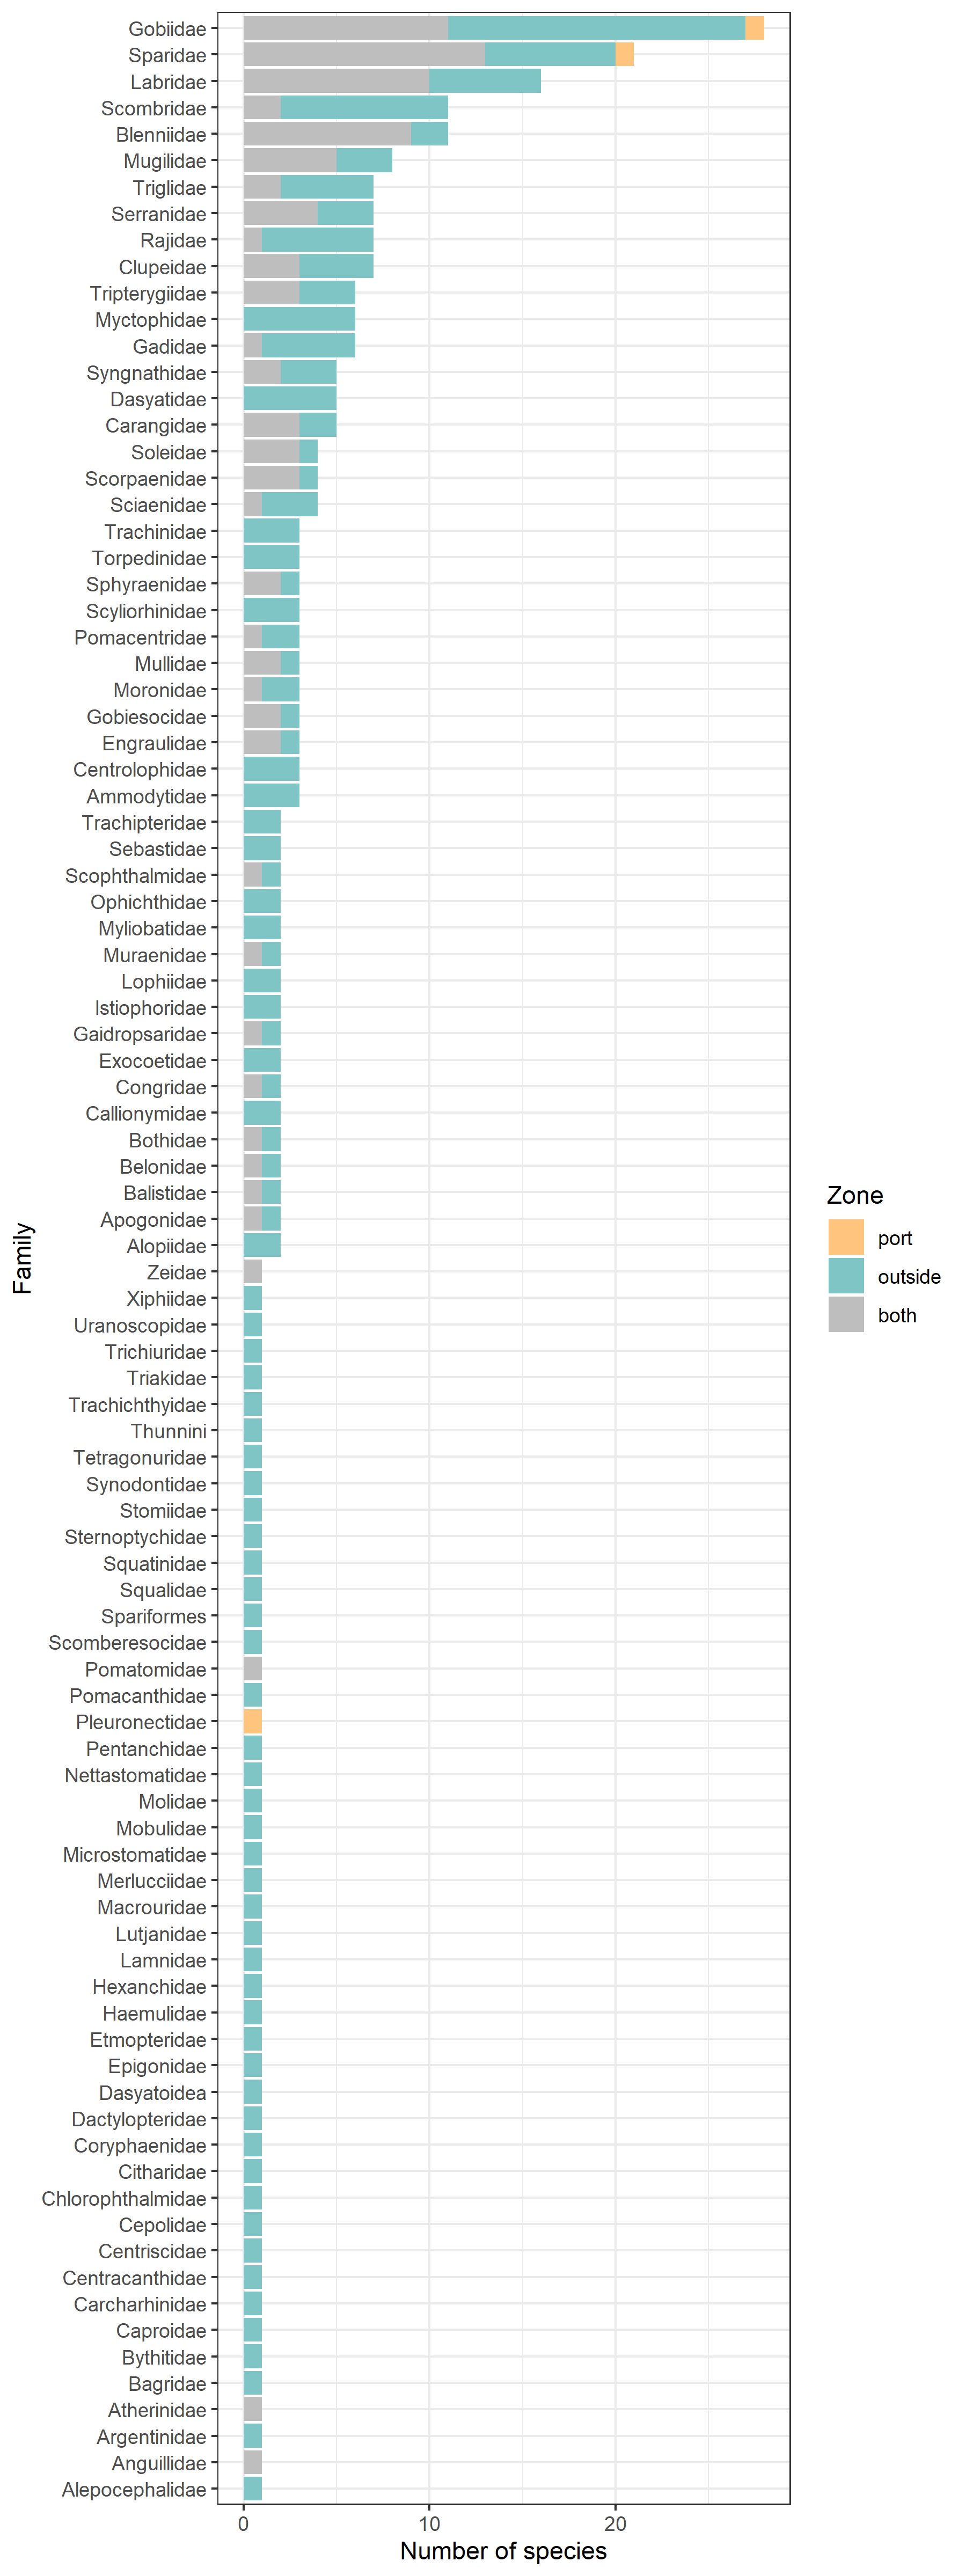 Gobiidae
Sparidae
Labridae
Scombridae
Blenniidae
Mugilidae
Triglidae
Serranidae
Rajidae
Clupeidae
Tripterygiidae
Myctophidae
Gadidae
Syngnathidae
Dasyatidae
Carangidae
Soleidae
Scorpaenidae
Sciaenidae
Trachinidae
Torpedinidae
Sphyraenidae
Scyliorhinidae
Pomacentridae
Mullidae
Moronidae
Gobiesocidae
Engraulidae
Centrolophidae
Ammodytidae
Trachipteridae
Sebastidae
Scophthalmidae
Ophichthidae
Myliobatidae
Muraenidae
Lophiidae
Istiophoridae
Gaidropsaridae
Exocoetidae
Congridae
Callionymidae
Bothidae
Belonidae
Balistidae
Apogonidae
Alopiidae
Zeidae
Xiphiidae
Uranoscopidae
Trichiuridae
Triakidae
Trachichthyidae
Thunnini
Tetragonuridae
Synodontidae
Stomiidae
Sternoptychidae
Squatinidae
Squalidae
Spariformes
Scomberesocidae
Pomatomidae
Pomacanthidae
Pleuronectidae
Pentanchidae
Nettastomatidae
Molidae
Mobulidae
Microstomatidae
Merlucciidae
Macrouridae
Lutjanidae
Lamnidae
Hexanchidae
Haemulidae
Etmopteridae
Epigonidae
Dasyatoidea
Dactylopteridae
Coryphaenidae
Citharidae
Chlorophthalmidae
Cepolidae
Centriscidae
Centracanthidae
Carcharhinidae
Caproidae
Bythitidae
Bagridae
Atherinidae
Argentinidae
Anguillidae
Alepocephalidae
0 10 20
Number of species
Family
Zone
port
outside
both